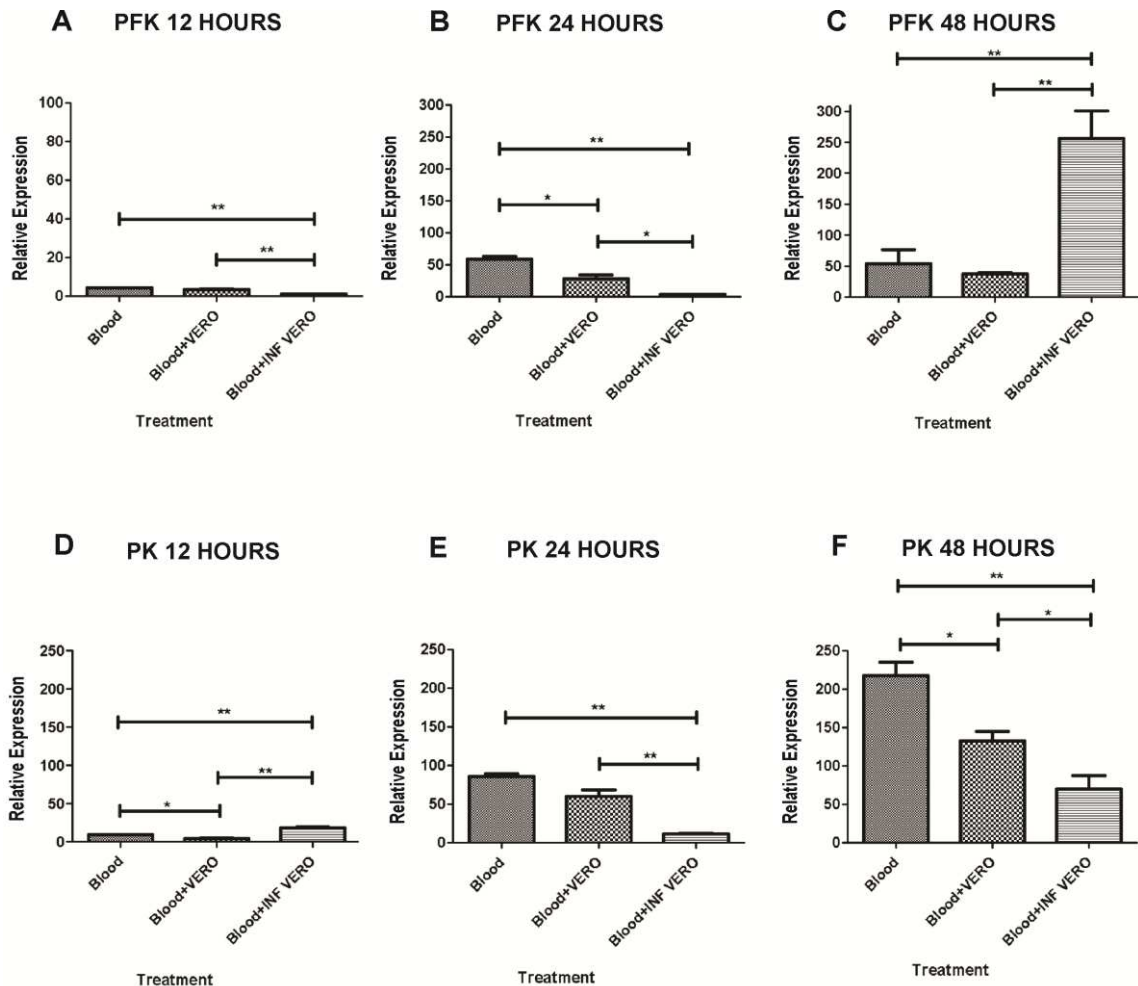 A PFK 12 HOURS
Relative Expression
100
80
60
40
20
0
**
**
Blood
Blood+VERO
Blood+INF VERO
Treatment
B PFK 24 HOURS
Relative Expression
300
250
200
150
100
50
0
**
*
*
Blood
Blood+VERO
Blood+INF VERO
Treatment
C PFK 48 HOURS
Relative Expression
**
**
300
250
200
150
100
50
0
Blood
Blood+VERO
Blood+INF VERO
Treatment
D PK 12 HOURS
Relative Expression
250
200
150
100
50
0
**
**
*
Blood
Blood+VERO
Blood+INF VERO
Treatment
E PK 24 HOURS
Relative Expression
250
200
150
100
50
0
**
**
Blood
Blood+VERO
Blood+INF VERO
Treatment
F PK 48 HOURS
Relative Expression
**
*
*
250
200
150
100
50
0
Blood
Blood+VERO
Blood+INF VERO
Treatment